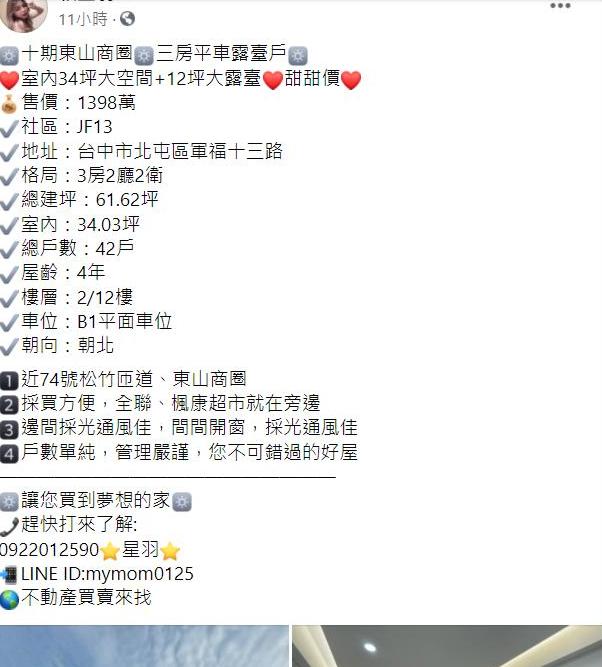 11小時
十期東山商圈 三房平車露臺戶
室內34坪大空間+12坪大露臺 甜甜價
售價：1398萬
社區：JF13
地址：台中市北屯區軍福十三路
格局：3房2廳2衛
總建坪：61.62坪
室內：34.03坪
總戶數：42戶
屋齡：4年
樓層：2/12樓
車位：B1平面車位
朝向：朝北
1 近74號松竹匝道、東山商圈
2 採買方便，全聯、楓康超市就在旁邊
3 邊間採光通風佳，間間開窗，採光通風佳
4 戶數單純，管理嚴謹，您不可錯過的好屋
讓您買到夢想的家
趕快打來了解:
0922012590⭐星羽⭐
LINE ID:mymom0125
不動產買賣來找